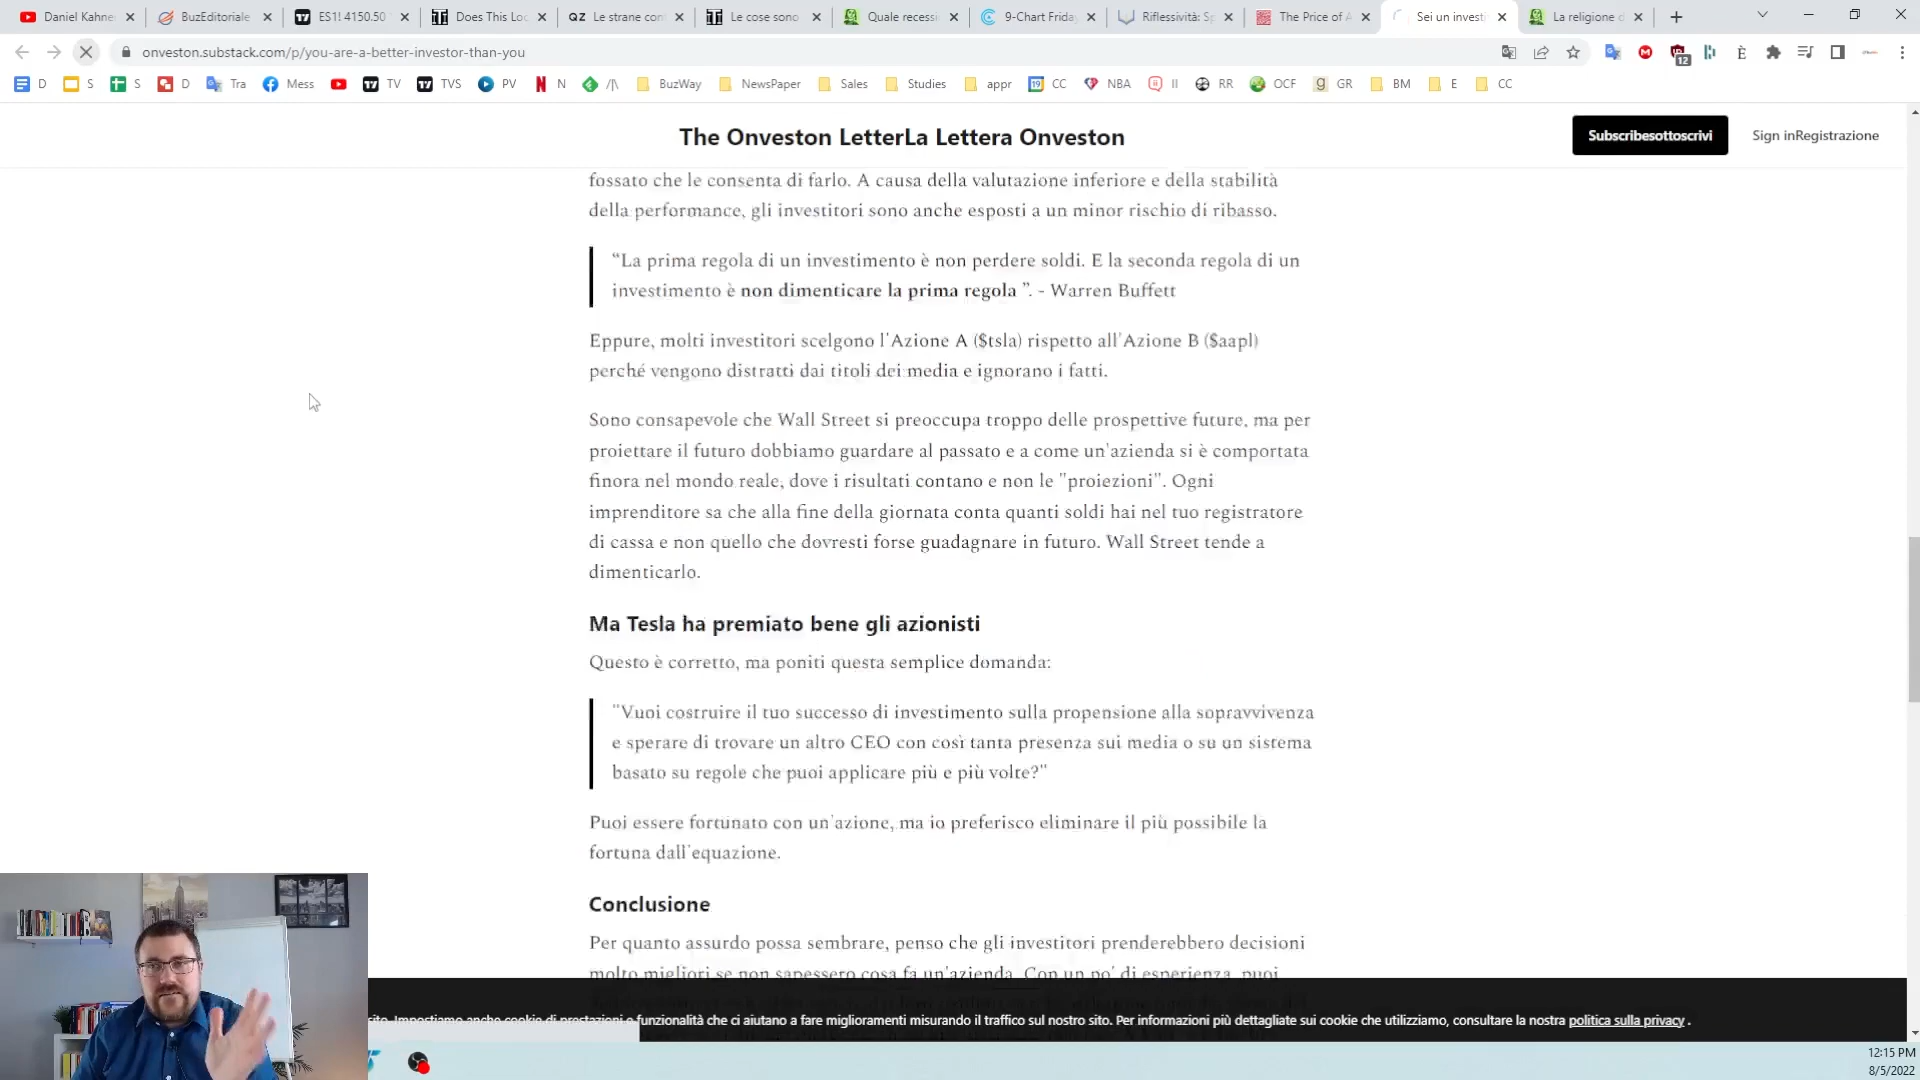 Daniel Kahne
BuzEditoriale
ES1! 4150.50
Does This Loo
Le strane con
Le cose sono
Quale recessi
9-Chart Friday
Riflessività: Sp
The Price of A
Sei un investi
La religione d
onveston.substack.com/p/you-are-a-better-investor-than-you
12
D
S
S
D
Tra
Mess
TV
TVS
PV
N
/|\
BuzWay
NewsPaper
Sales
Studies
appr
CC
NBA
II
RR
OCF
GR
BM
E
CC
The Onveston LetterLa Lettera Onveston
Subscribesottoscrivi
Sign inRegistrazione
fossato che le consenta di farlo. A causa della valutazione inferiore e della stabilità
della performance, gli investitori sono anche esposti a un minor rischio di ribasso.
“La prima regola di un investimento è non perdere soldi. E la seconda regola di un
investimento è non dimenticare la prima regola ”. - Warren Buffett
Eppure, molti investitori scelgono l'Azione A ($tsla) rispetto all'Azione B ($aapl)
perché vengono distratti dai titoli dei media e ignorano i fatti.
Sono consapevole che Wall Street si preoccupa troppo delle prospettive future, ma per
proiettare il futuro dobbiamo guardare al passato e a come un'azienda si è comportata
finora nel mondo reale, dove i risultati contano e non le "proiezioni". Ogni
imprenditore sa che alla fine della giornata conta quanti soldi hai nel tuo registratore
di cassa e non quello che dovresti forse guadagnare in futuro. Wall Street tende a
dimenticarlo.
Ma Tesla ha premiato bene gli azionisti
Questo è corretto, ma poniti questa semplice domanda:
"Vuoi costruire il tuo successo di investimento sulla propensione alla sopravvivenza
e sperare di trovare un altro CEO con così tanta presenza sui media o su un sistema
basato su regole che puoi applicare più e più volte?"
Puoi essere fortunato con un'azione, ma io preferisco eliminare il più possibile la
fortuna dall'equazione.
Conclusione
Per quanto assurdo possa sembrare, penso che gli investitori prenderebbero decisioni
molto migliori se non sapessero cosa fa un'azienda. Con un po' di esperienza, puoi
sito. Impostiamo anche cookie di prestazioni e funzionalità che ci aiutano a fare miglioramenti misurando il traffico sul nostro sito. Per informazioni più dettagliate sui cookie che utilizziamo, consultare la nostra politica sulla privacy .
12:15 PM
8/5/2022